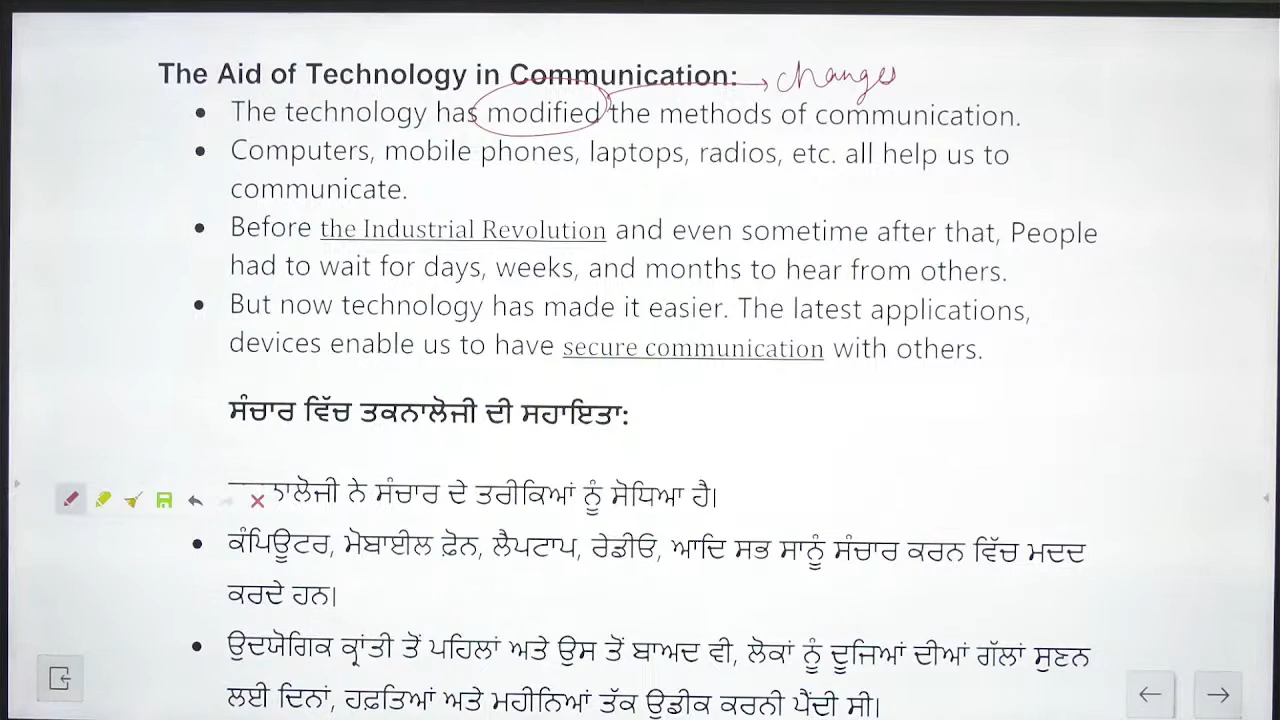 The Aid of Technology in Communication: changes
The technology has modified the methods of communication.
Computers, mobile phones, laptops, radios, etc. all help us to
communicate.
Before the Industrial Revolution and even sometime after that, People
had to wait for days, weeks, and months to hear from others.
But now technology has made it easier. The latest applications,
devices enable us to have secure communication with others.
ਸੰਚਾਰ ਵਿੱਚ ਤਕਨਾਲੋਜੀ ਦੀ ਸਹਾਇਤਾ:
ਨੇ ਸੰਚਾਰ ਦੇ ਤਰੀਕਿਆਂ ਨੂੰ ਸੋਧਿਆ ਹੈ।
ਕੰਪਿਊਟਰ, ਮੋਬਾਈਲ ਫ਼ੋਨ, ਲੈਪਟਾਪ, ਰੇਡੀਓ, ਆਦਿ ਸਭ ਸਾਨੂੰ ਸੰਚਾਰ ਕਰਨ ਵਿੱਚ ਮਦਦ
ਕਰਦੇ ਹਨ।
ਉਦਯੋਗਿਕ ਕ੍ਰਾਂਤੀ ਤੋਂ ਪਹਿਲਾਂ ਅਤੇ ਉਸ ਤੋਂ ਬਾਅਦ ਵੀ, ਲੋਕਾਂ ਨੂੰ ਦੂਜਿਆਂ ਦੀਆਂ ਗੱਲਾਂ ਸੁਣਨ
ਲਈ ਦਿਨਾਂ, ਹਫ਼ਤਿਆਂ ਅਤੇ ਮਹੀਨਿਆਂ ਤੱਕ ਉਡੀਕ ਕਰਨੀ ਪੈਂਦੀ ਸੀ।